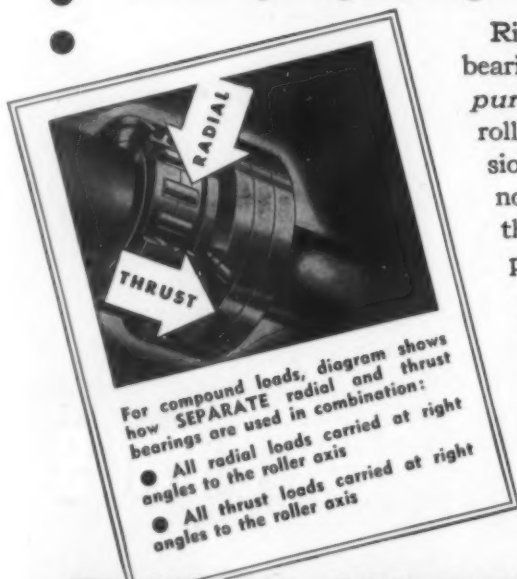 RADIAL
THRUST
For compound loads, diagram shows
how SEPARATE radial and thrust
bearings are used in combination:
● All radial loads carried at right
angles to the roller axis
● All thrust loads carried at right
angles to the roller axis